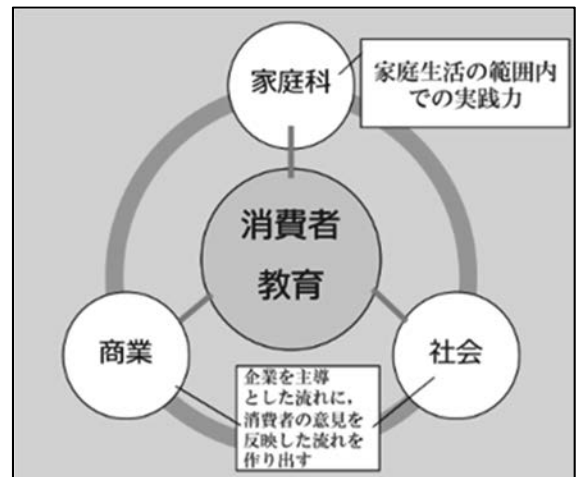 家庭科
家庭生活の範囲内
での実践力
消費者
教育
商業
社会
企業を主導
とした流れに,
消費者の意見を
反映した流れを
作り出す